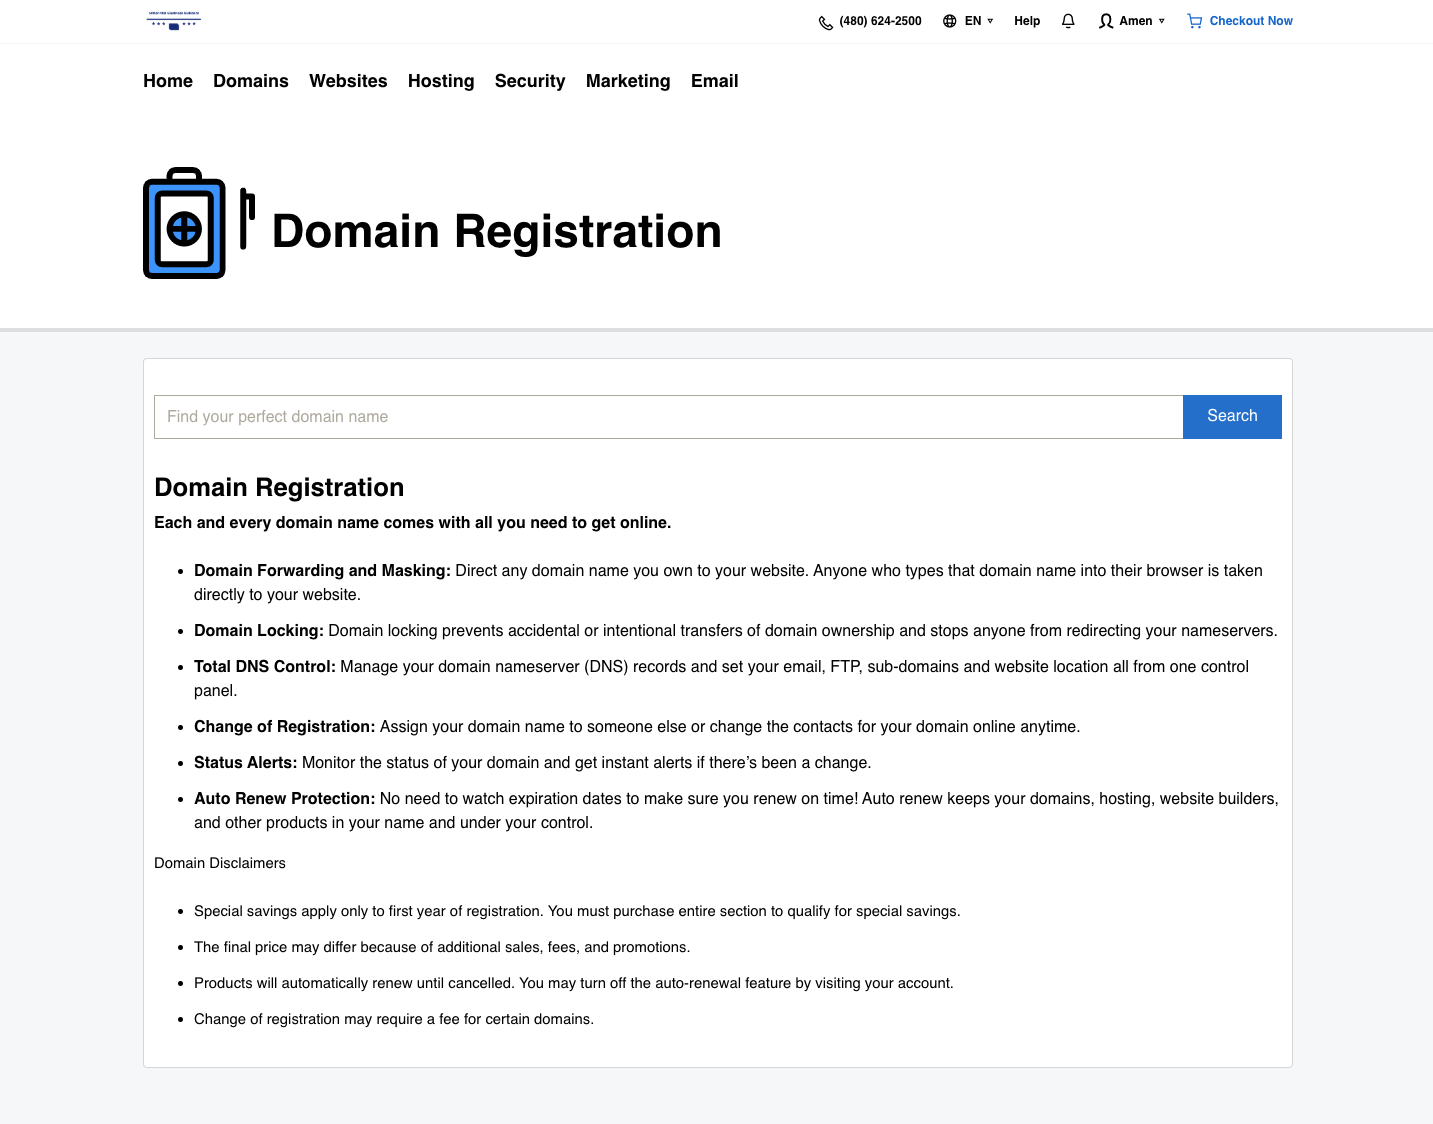 (480) 624-2500 EN Help Amen Checkout Now
Home Domains Websites Hosting Security Marketing Email
Domain Registration
Find your perfect domain name Search
Domain Registration
Each and every domain name comes with all you need to get online.
• Domain Forwarding and Masking: Direct any domain name you own to your website. Anyone who types that domain name into their browser is taken
directly to your website.
• Domain Locking: Domain locking prevents accidental or intentional transfers of domain ownership and stops anyone from redirecting your nameservers.
• Total DNS Control: Manage your domain nameserver (DNS) records and set your email, FTP, sub-domains and website location all from one control
panel.
• Change of Registration: Assign your domain name to someone else or change the contacts for your domain online anytime.
• Status Alerts: Monitor the status of your domain and get instant alerts if there’s been a change.
• Auto Renew Protection: No need to watch expiration dates to make sure you renew on time! Auto renew keeps your domains, hosting, website builders,
and other products in your name and under your control.
Domain Disclaimers
• Special savings apply only to first year of registration. You must purchase entire section to qualify for special savings.
• The final price may differ because of additional sales, fees, and promotions.
• Products will automatically renew until cancelled. You may turn off the auto-renewal feature by visiting your account.
• Change of registration may require a fee for certain domains.